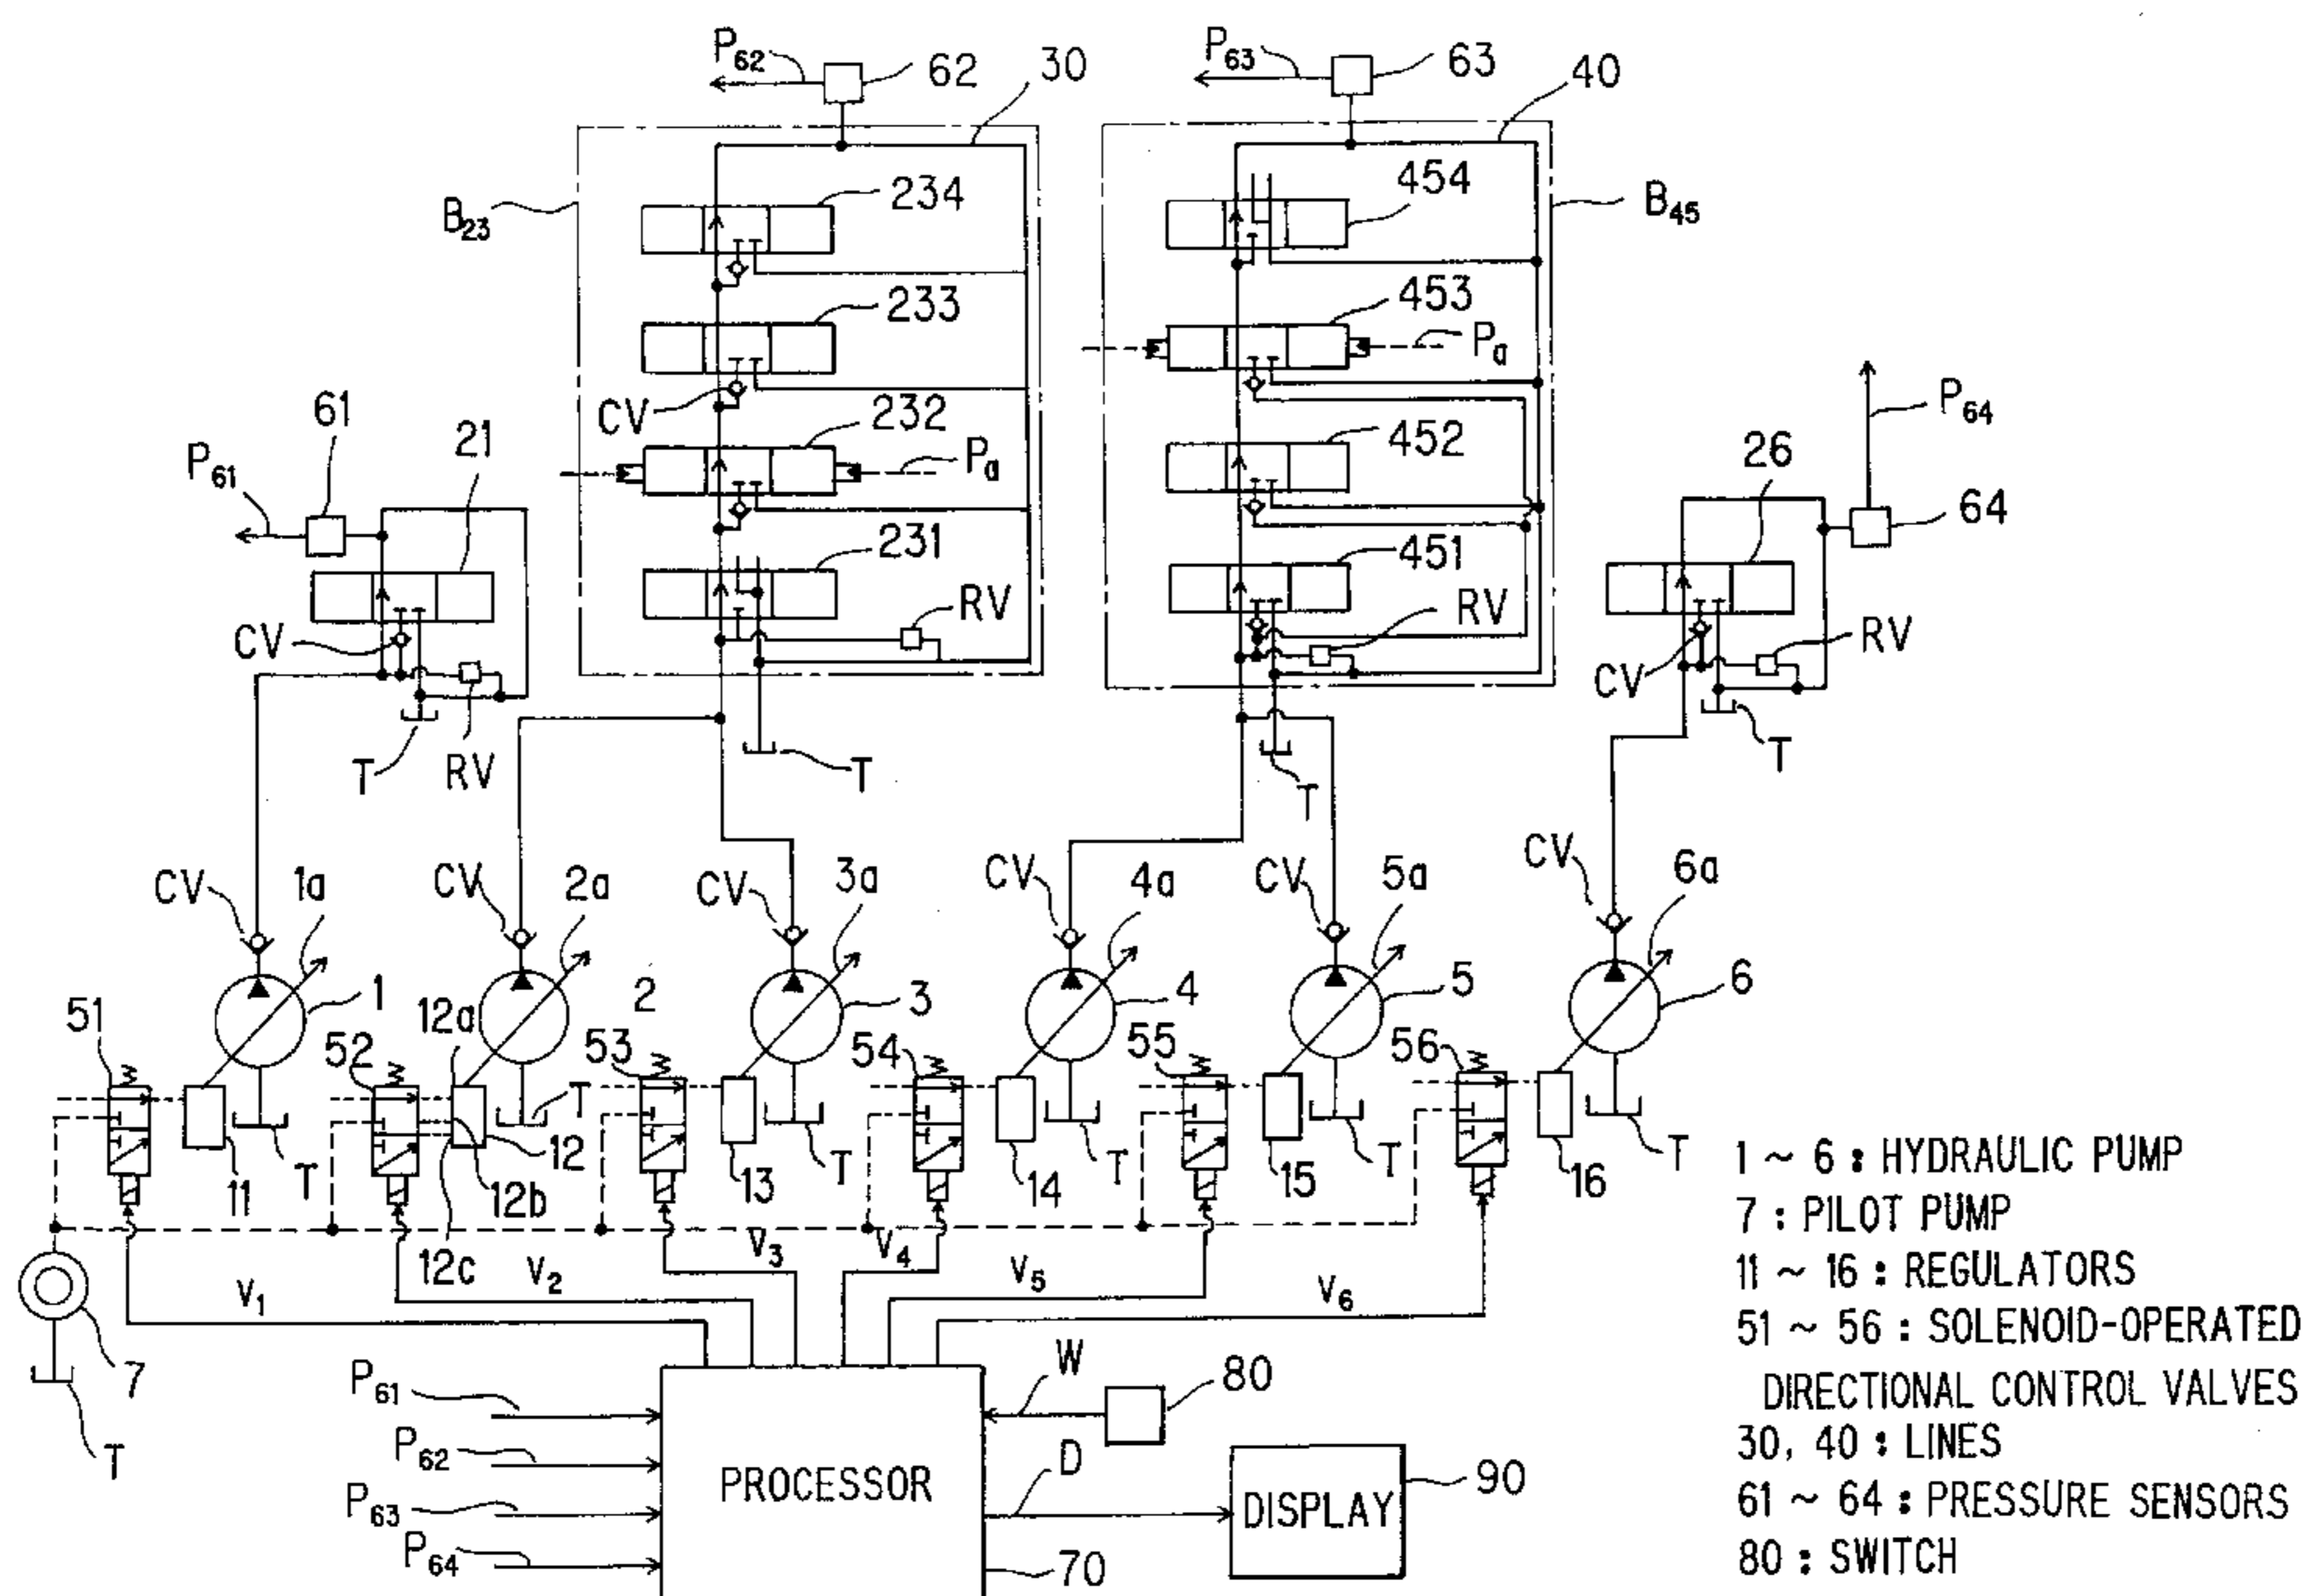 P62
62
30
P63
63
40
B23
234
454
B45
233
453
Pa
CV
232
452
Pa
P61
61
21
231
RV
451
RV
26
P64
64
CV
RV
CV
RV
T
RV
T
T
T
CV
1a
CV
2a
CV
3a
CV
4a
CV
5a
CV
6a
51
1
52
12a
2
53
3
54
4
55
5
56
6
11
T
12
T
12b
12c
13
T
14
T
15
T
16
T
7
T
V1
V2
V3
V4
V5
V6
P61
P62
P63
P64
PROCESSOR
70
W
80
D
DISPLAY
90
1 ~ 6 : HYDRAULIC PUMP
7 : PILOT PUMP
11 ~ 16 : REGULATORS
51 ~ 56 : SOLENOID-OPERATED
DIRECTIONAL CONTROL VALVES
30, 40 : LINES
61 ~ 64 : PRESSURE SENSORS
80 : SWITCH